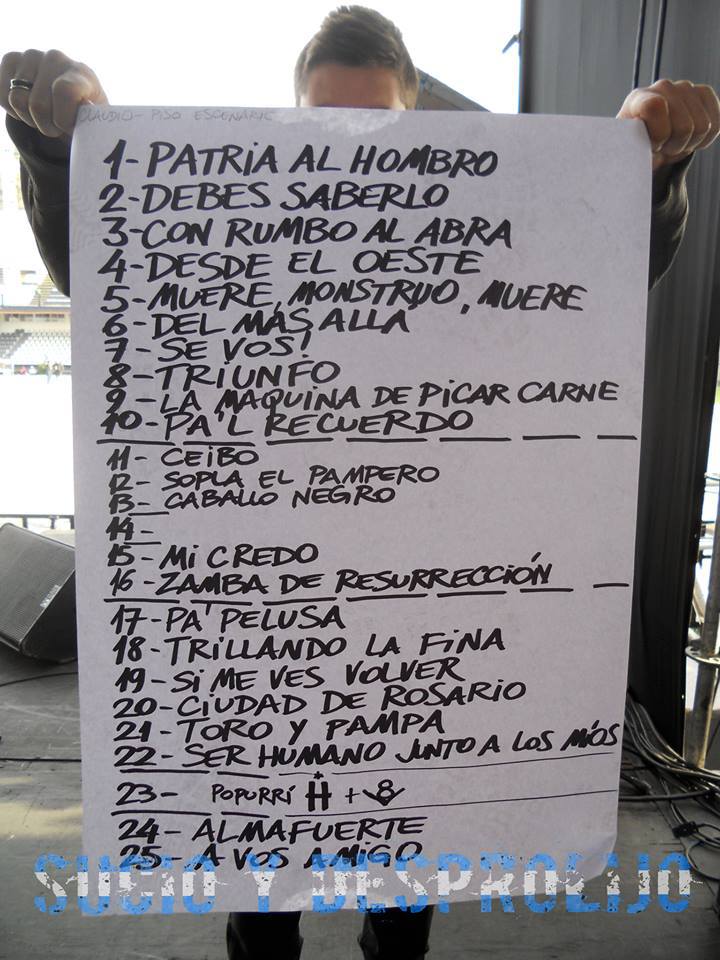 CLAUDIO - PISO ESCENARIO
1- PATRIA AL HOMBRO
2- DEBES SABERLO
3- CON RUMBO AL ABRA
4- DESDE EL OESTE
5- MUERE, MONSTRUO, MUERE
6- DEL MÁS ALLÁ
7- SE VOS!
8- TRIUNFO
9- LA MAQUINA DE PICAR CARNE
10- PA'L RECUERDO
11- CEIBO
12- SOPLA EL PAMPERO
13- CABALLO NEGRO
14-
15- Mi CREDO
16- ZAMBA DE RESURRECCIÓN
17- PA' PELUSA
18- TRILLANDO LA FINA
19- Si ME VES VOLVER
20- CIUDAD DE ROSARIO
21- TORO Y PAMPA
22- SER HUMANO JUNTO A LOS MÍOS
23- POPURRÍ H + V8
24- ALMAFUERTE
25- A VOS AMIGO
SUCIO Y DESPROLIJO